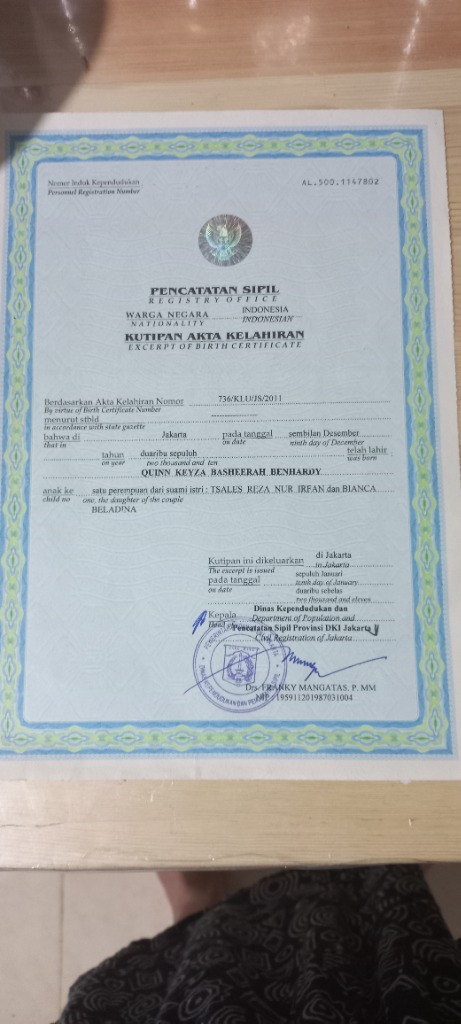 Nomor Induk Kependudukan AL.500.1147802
Personnel Registration Number
PENCATATAN SIPIL
REGISTRY OFFICE
WARGA NEGARA INDONESIA
NATIONALITY INDONESIAN
KUTIPAN AKTA KELAHIRAN
EXCERPT OF BIRTH CERTIFICATE
Berdasarkan Akta Kelahiran Nomor 736/KLU/JS/2011
By virtue of Birth Certificate Number
menurut stbld
in accordance with state gazette
bahwa di Jakarta pada tanggal sembilan Desember
that in on date ninth day of December
tahun duaribu sepuluh telah lahir
on year two thousand and ten was born
QUINN KEYZA BASHEERAH BENHARDY
anak ke satu perempuan dari suami istri : TSALES REZA NUR IRFAN dan BIANCA
child no one, the daughter of the couple
BELADINA
Kutipan ini dikeluarkan di Jakarta
The excerpt is issued in Jakarta
pada tanggal sepuluh Januari
on date tenth day of January
duaribu sebelas
two thousand and eleven
Kepala Dinas Kependudukan dan
Department of Population and
Pencatatan Sipil Provinsi DKI Jakarta
Civil Registration of Jakarta
Drs. FRANKY MANGATAS. P, MM
NIP : 195911201987031004